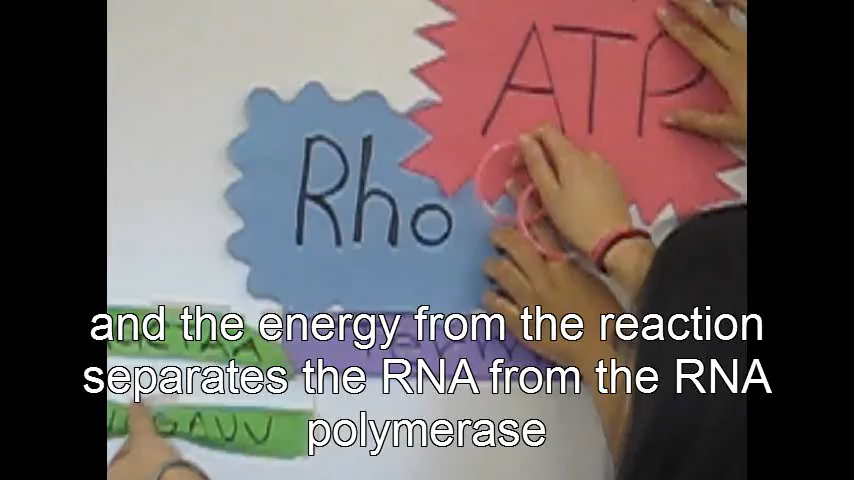 ATP
Rho
and the energy from the reaction
separates the RNA from the RNA
polymerase